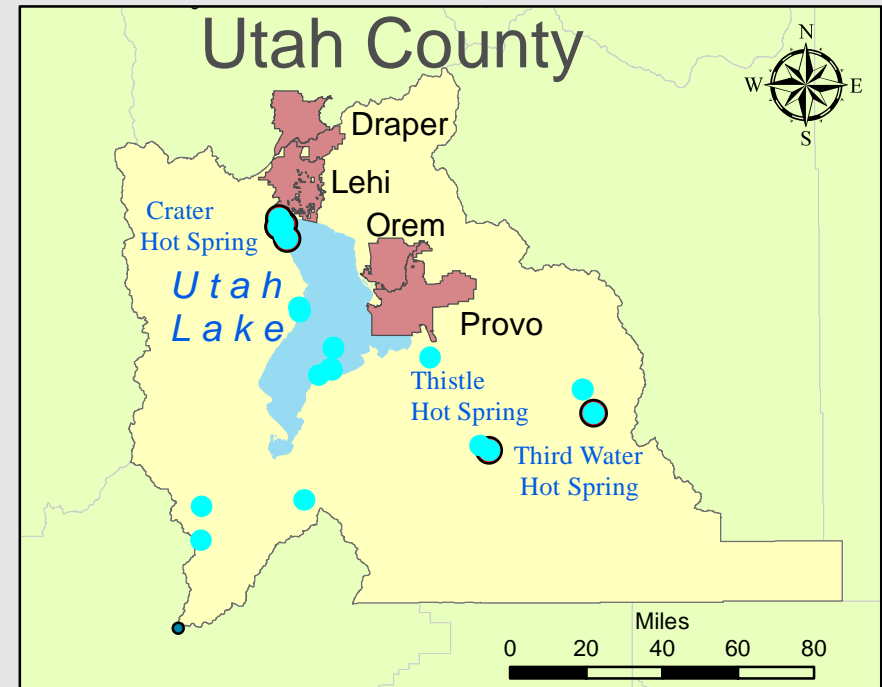 Utah County
N
W E
S
Draper
Lehi
Crater
Hot Spring
Orem
Utah
Lake
Provo
Thistle
Hot Spring
Third Water
Hot Spring
Miles
0 20 40 60 80